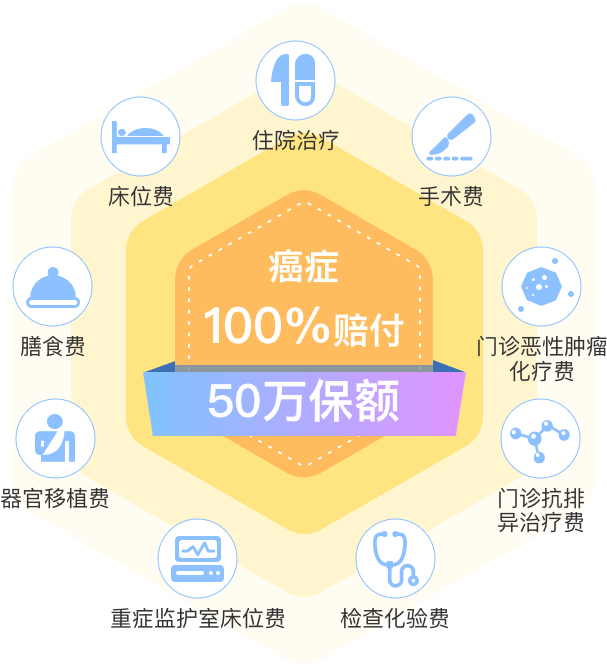 住院治疗
床位费
手术费
癌症
100%赔付
50万保额
膳食费
门诊恶性肿瘤
化疗费
器官移植费
门诊抗排
异治疗费
重症监护室床位费
检查化验费